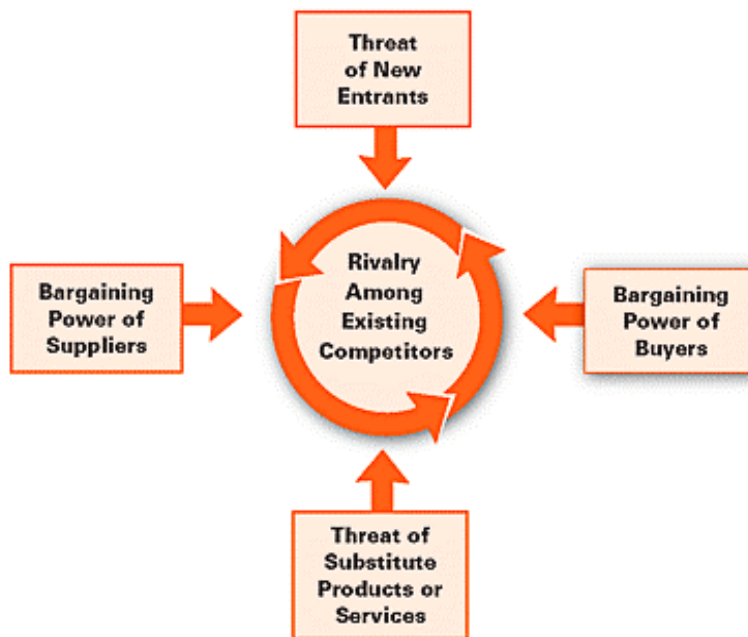 Threat
of New
Entrants
Bargaining
Power of
Suppliers
Rivalry
Among
Existing
Competitors
Bargaining
Power of
Buyers
Threat of
Substitute
Products or
Services